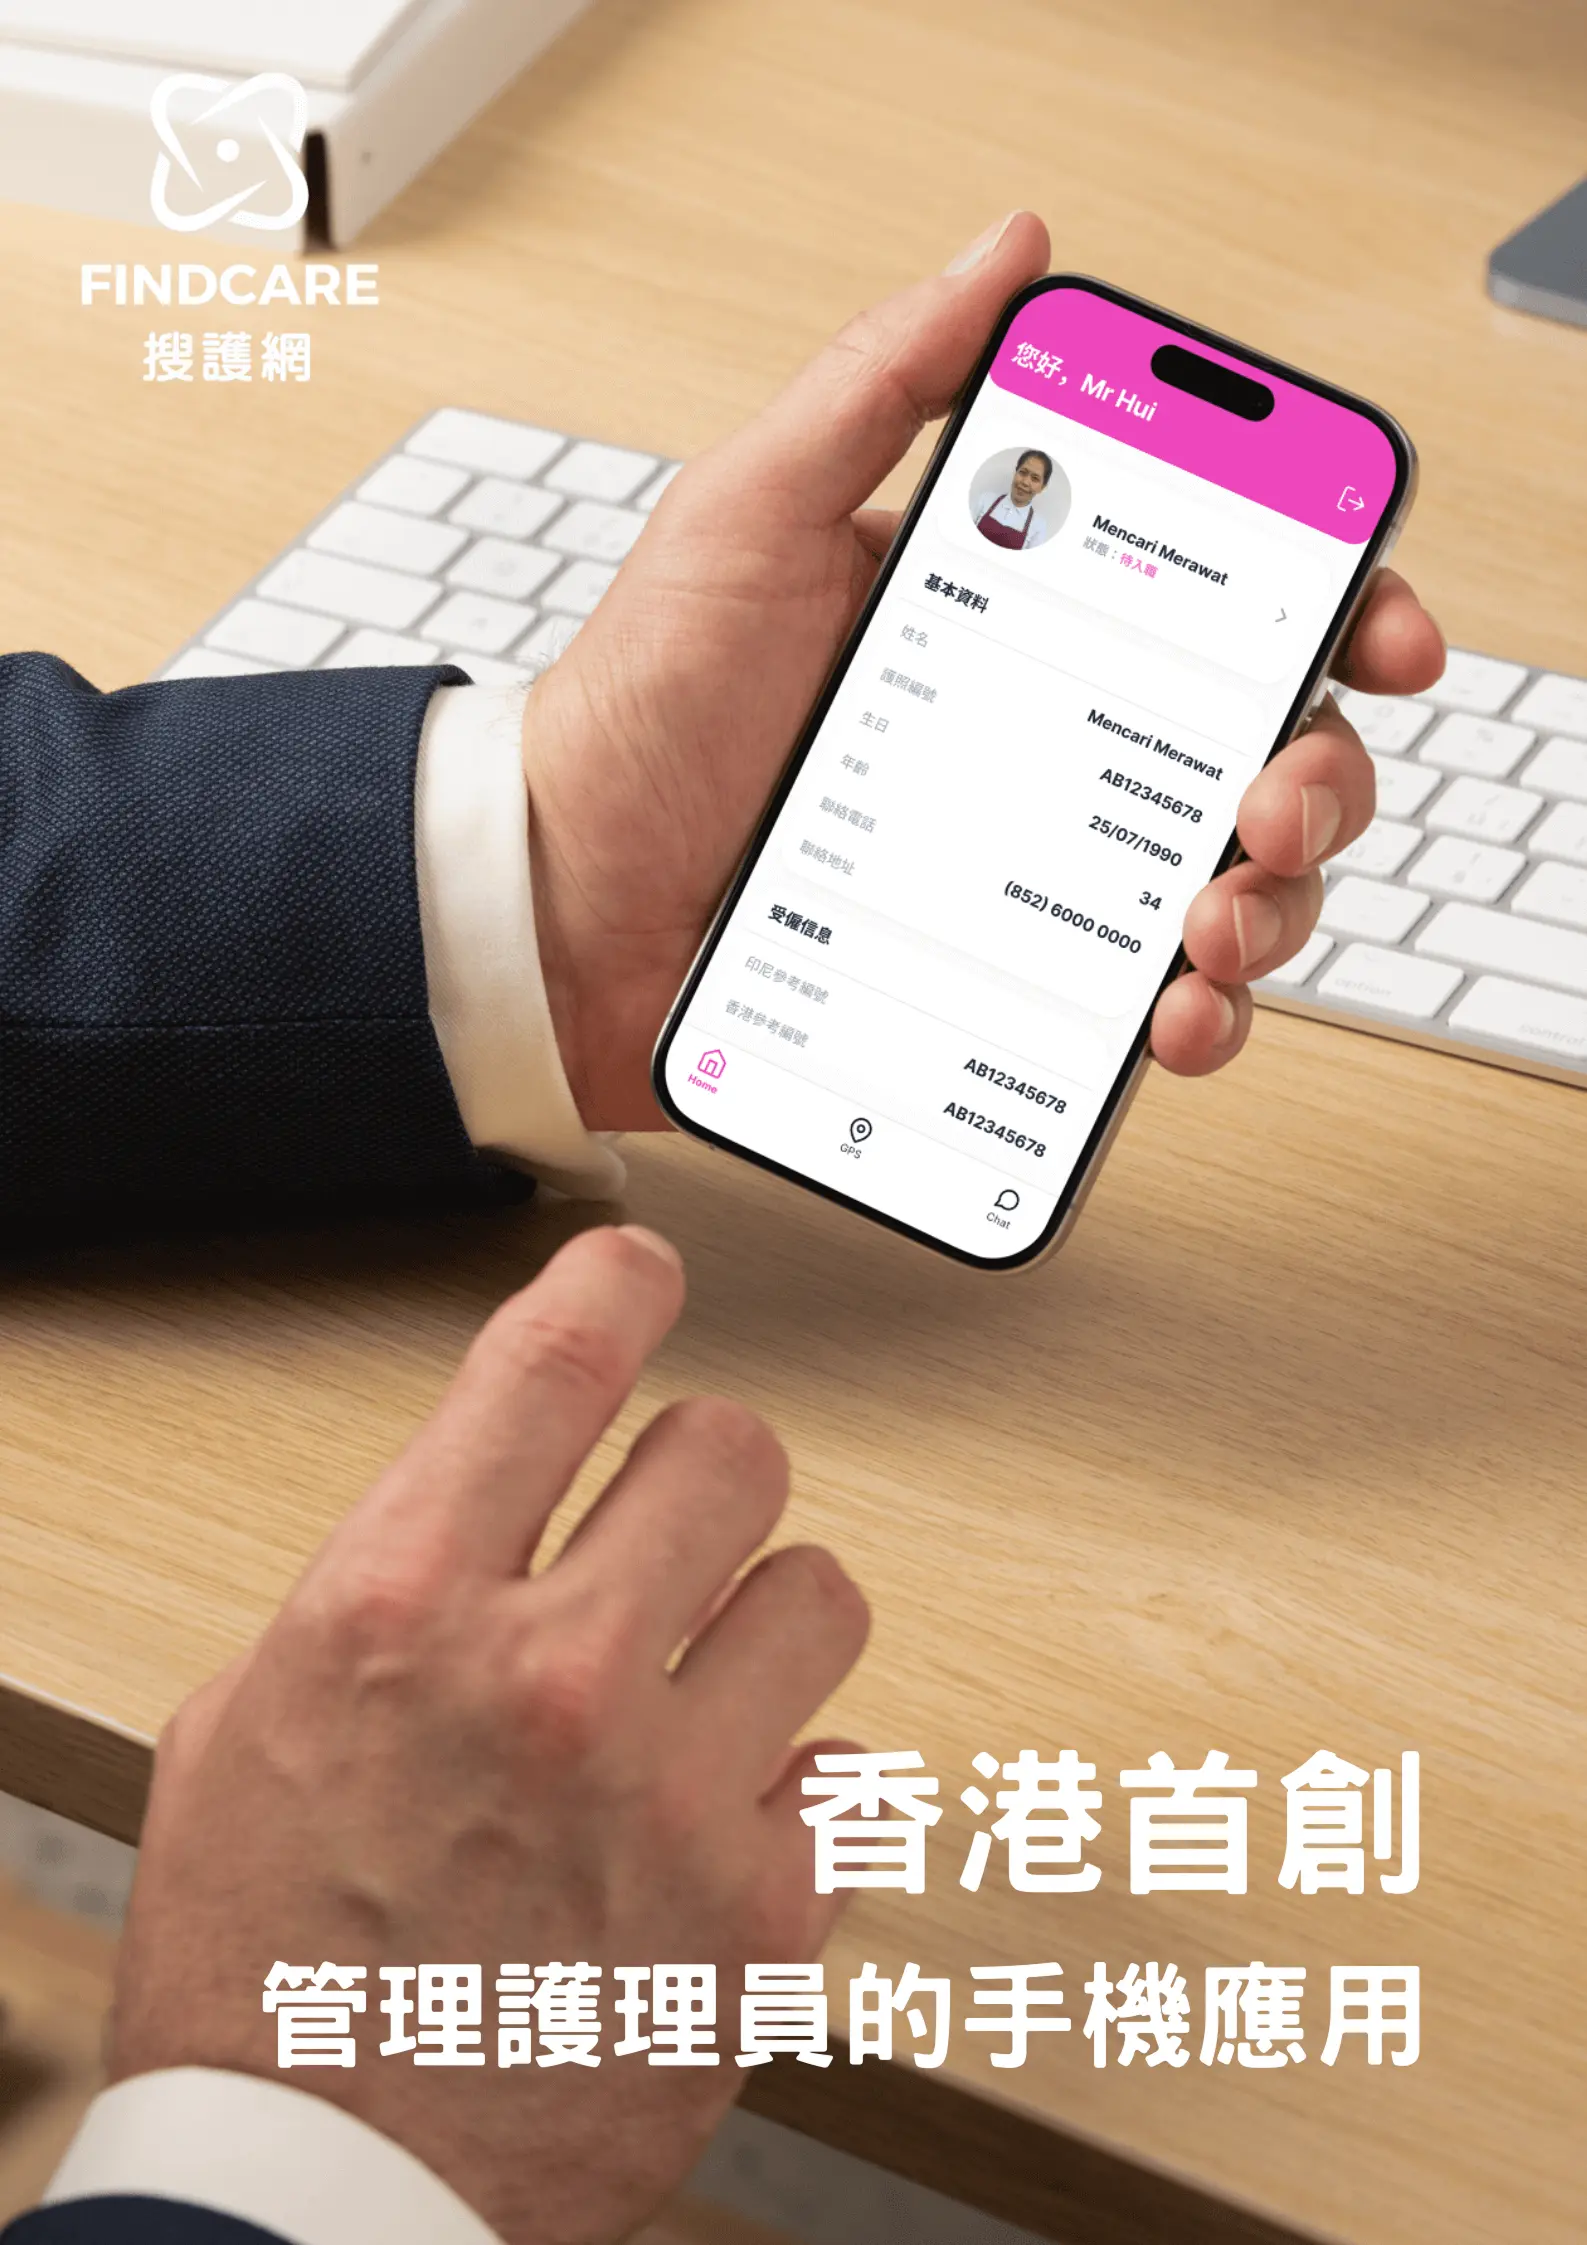 FINDCARE
搜護網
您好，Mr Hui
Mencari Merawat
狀態：待入職
基本資料
姓名 Mencari Merawat
護照編號 AB12345678
生日 25/07/1990
年齡 34
聯絡電話 (852) 6000 0000
聯絡地址
受僱信息
印尼參考編號 AB12345678
香港參考編號 AB12345678
Home
GPS
Chat
option
control
香港首創
管理護理員的手機應用